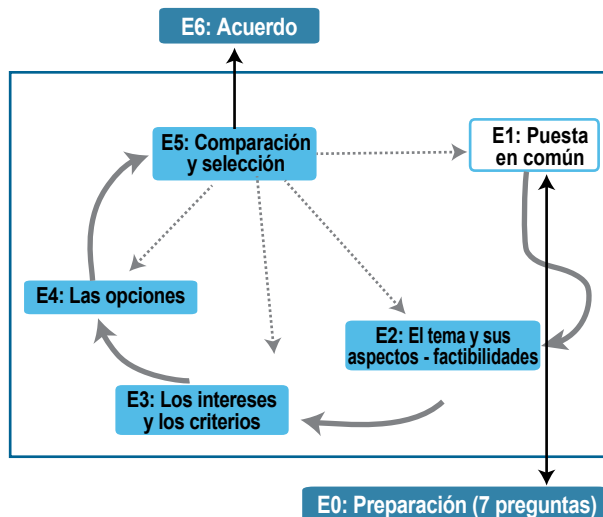 E6: Acuerdo
E5: Comparación
y selección
E1: Puesta
en común
E4: Las opciones
E2: El tema y sus
aspectos - factibilidades
E3: Los intereses
y los criterios
E0: Preparación (7 preguntas)